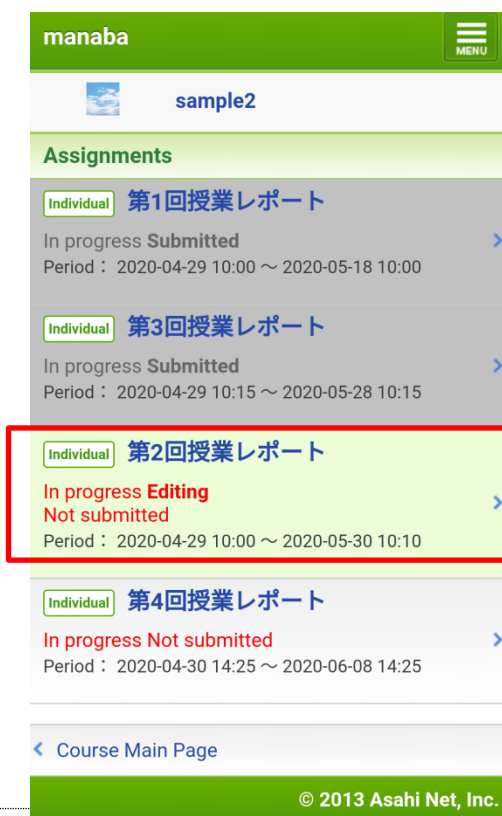 manaba
MENU
sample2
Assignments
Individual 第1回授業レポート
In progress Submitted
Period： 2020-04-29 10:00 ～ 2020-05-18 10:00
Individual 第3回授業レポート
In progress Submitted
Period： 2020-04-29 10:15 ～ 2020-05-28 10:15
Individual 第2回授業レポート
In progress Editing
Not submitted
Period： 2020-04-29 10:00 ～ 2020-05-30 10:10
Individual 第4回授業レポート
In progress Not submitted
Period： 2020-04-30 14:25 ～ 2020-06-08 14:25
Course Main Page
© 2013 Asahi Net, Inc.